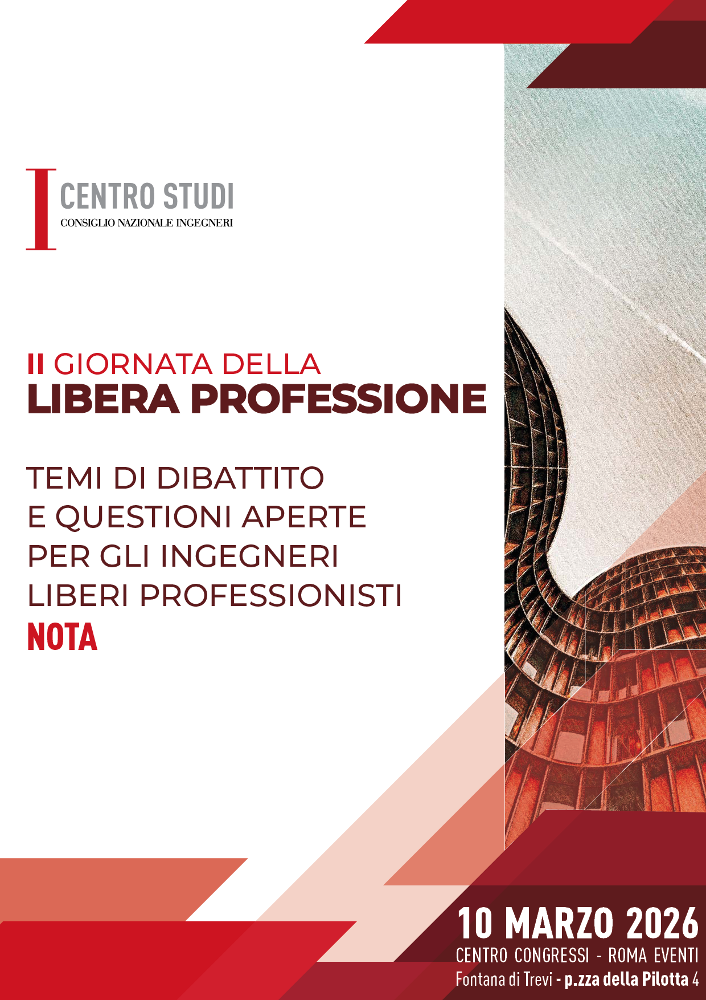 I CENTRO STUDI
CONSIGLIO NAZIONALE INGEGNERI
II GIORNATA DELLA
LIBERA PROFESSIONE
TEMI DI DIBATTITO
E QUESTIONI APERTE
PER GLI INGEGNERI
LIBERI PROFESSIONISTI
NOTA
10 MARZO 2026
CENTRO CONGRESSI - ROMA EVENTI
Fontana di Trevi - p.zza della Pilotta 4